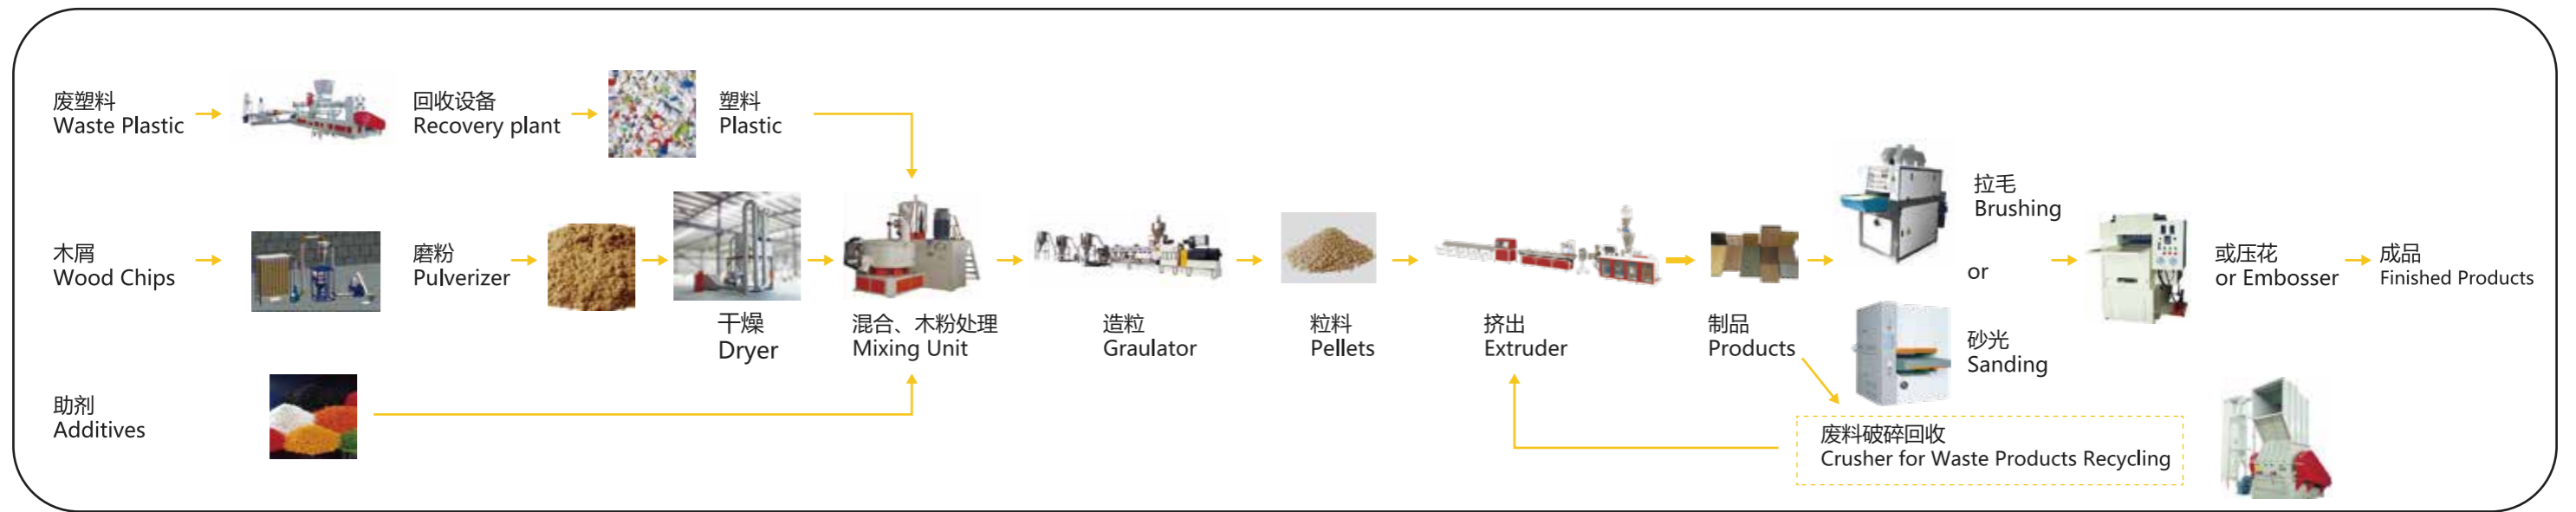 废塑料
Waste Plastic
回收设备
Recovery plant
塑料
Plastic
木屑
Wood Chips
磨粉
Pulverizer
干燥
Dryer
混合、木粉处理
Mixing Unit
造粒
Graulator
粒料
Pellets
挤出
Extruder
制品
Products
拉毛
Brushing
or
砂光
Sanding
或压花
or Embosser
成品
Finished Products
助剂
Additives
废料破碎回收
Crusher for Waste Products Recycling